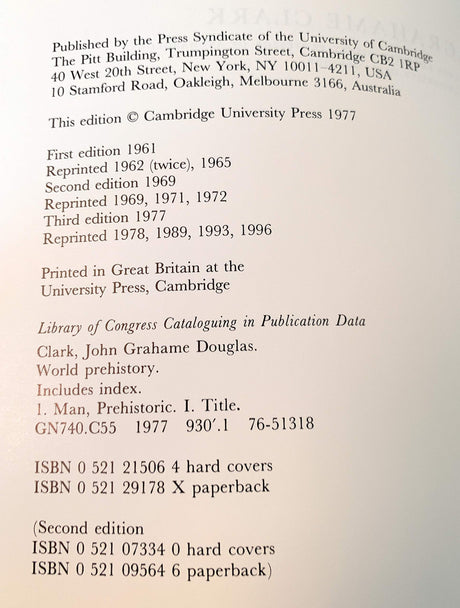 Published by the Press Syndicate of the University of Cambridge
The Pitt Building, Trumpington Street, Cambridge CB2 1RP
40 West 20th Street, New York, NY 10011–4211, USA
10 Stamford Road, Oakleigh, Melbourne 3166, Australia
This edition © Cambridge University Press 1977
First edition 1961
Reprinted 1962 (twice), 1965
Second edition 1969
Reprinted 1969, 1971, 1972
Third edition 1977
Reprinted 1978, 1989, 1993, 1996
Printed in Great Britain at the
University Press, Cambridge
Library of Congress Cataloguing in Publication Data
Clark, John Grahame Douglas.
World prehistory.
Includes index.
1. Man, Prehistoric. I. Title.
GN740.C55 1977 930'.1 76-51318
ISBN 0 521 21506 4 hard covers
ISBN 0 521 29178 X paperback
(Second edition
ISBN 0 521 07334 0 hard covers
ISBN 0 521 09564 6 paperback)